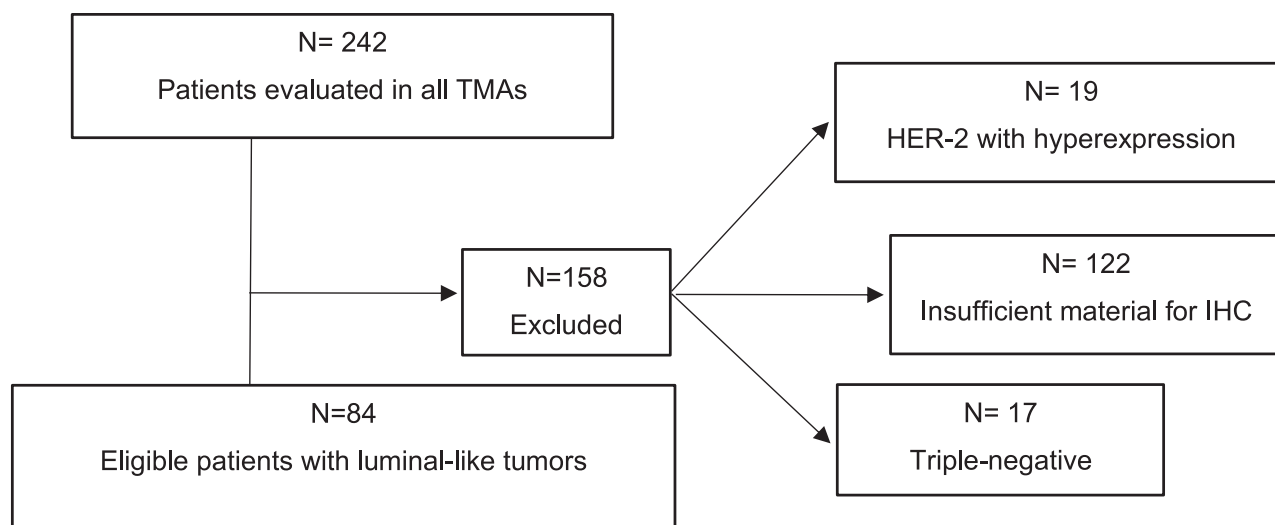 N= 242
Patients evaluated in all TMAs
N= 19
HER-2 with hyperexpression
N=158
Excluded
N= 122
Insufficient material for IHC
N=84
Eligible patients with luminal-like tumors
N= 17
Triple-negative